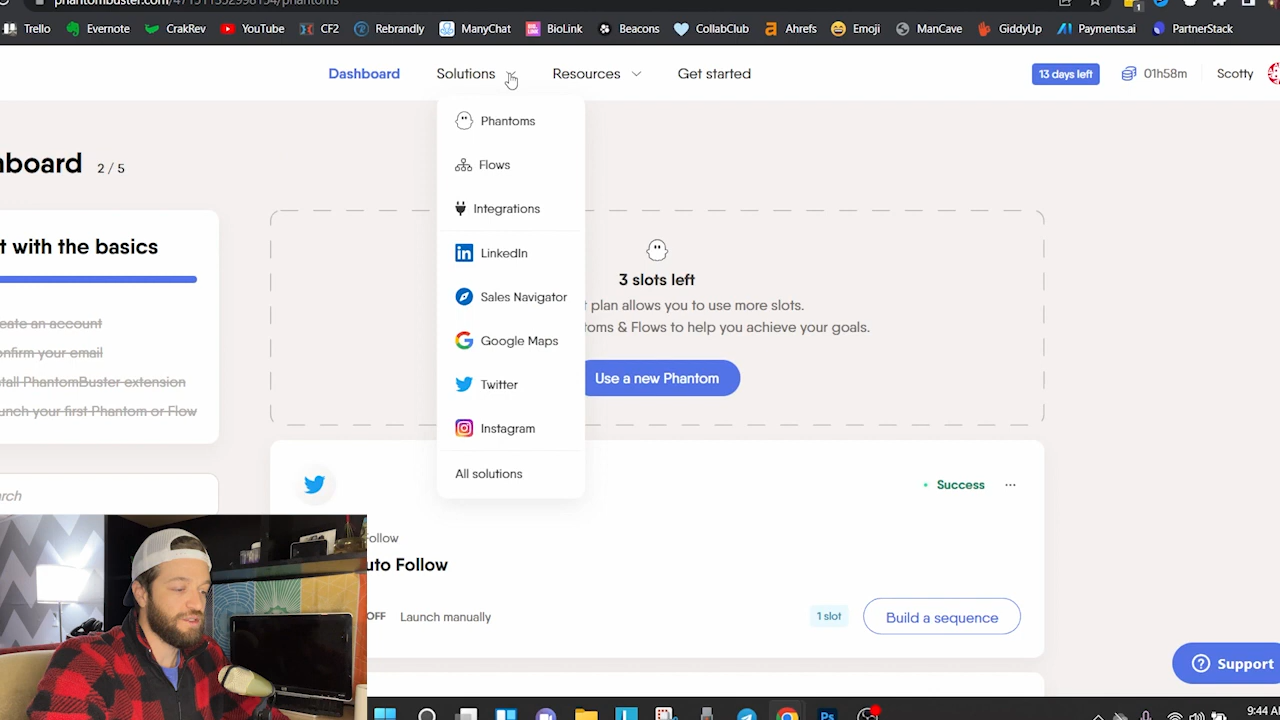 phantombuster.com/4715113532998154/phantoms
Trello Evernote CrakRev YouTube CF2 Rebrandly ManyChat BioLink Beacons CollabClub Ahrefs Emoji ManCave GiddyUp Payments.ai PartnerStack
Dashboard Solutions Resources Get started 13 days left 01h58m Scotty
Phantoms
board 2 / 5
Flows
Integrations
t with the basics
LinkedIn
3 slots left
Sales Navigator
t plan allows you to use more slots.
eate an account
toms & Flows to help you achieve your goals.
Google Maps
onfirm your email
tall PhantomBuster extension
Twitter
Use a new Phantom
unch your first Phantom or Flow
Instagram
All solutions
Success
rch
ollow
uto Follow
OFF Launch manually 1 slot Build a sequence
Support
9:44 A